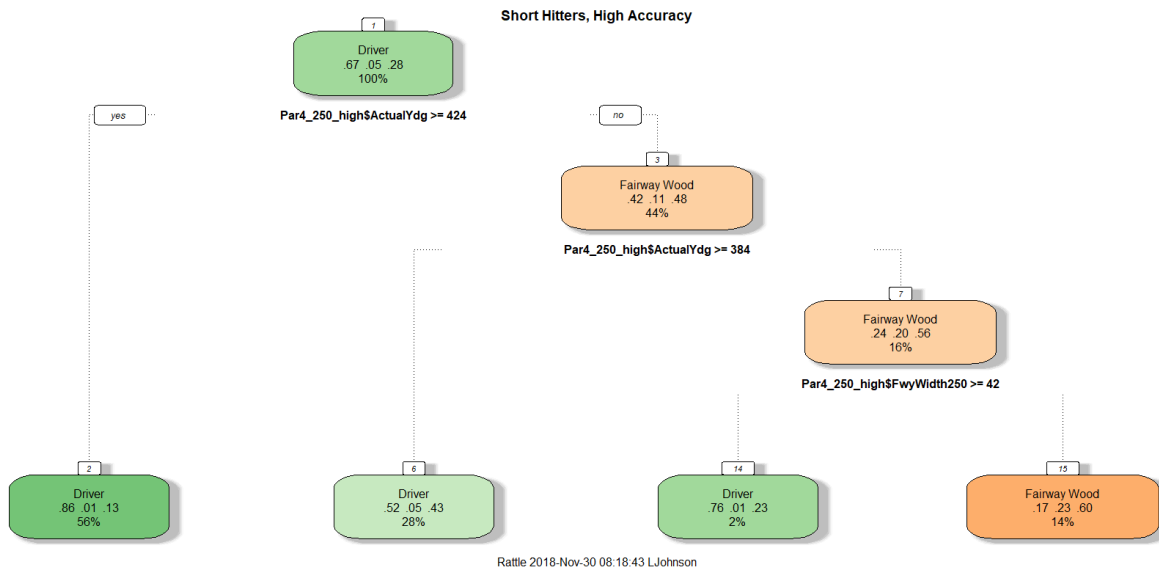 Short Hitters, High Accuracy
1
Driver
.67 .05 .28
100%
yes
Par4_250_high$ActualYdg >= 424
no
3
Fairway Wood
.42 .11 .48
44%
Par4_250_high$ActualYdg >= 384
7
Fairway Wood
.24 .20 .56
16%
Par4_250_high$FwyWidth250 >= 42
2
Driver
.86 .01 .13
56%
6
Driver
.52 .05 .43
28%
14
Driver
.76 .01 .23
2%
15
Fairway Wood
.17 .23 .60
14%
Rattle 2018-Nov-30 08:18:43 LJohnson